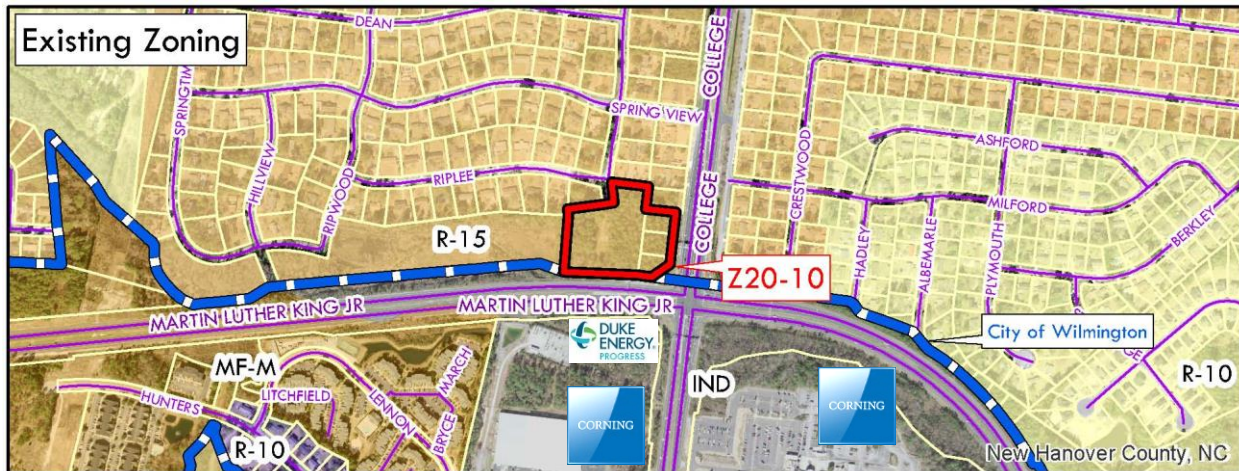 Existing Zoning
DEAN
SPRINGTIME
HILLVIEW
RIPWOOD
RIPLEE
SPRING VIEW
COLLEGE
COLLEGE
CRESTWOOD
ASHFORD
MILFORD
HADLEY
ALBEMARLE
PLYMOUTH
BERKLEY
R-15
Z20-10
MARTIN LUTHER KING JR
MARTIN LUTHER KING JR
City of Wilmington
DUKE
ENERGY®
PROGRESS
MF-M
HUNTERS
LITCHFIELD
LENNON
MARCH
BRYCE
R-10
CORNING
IND
CORNING
R-10
New Hanover County, NC